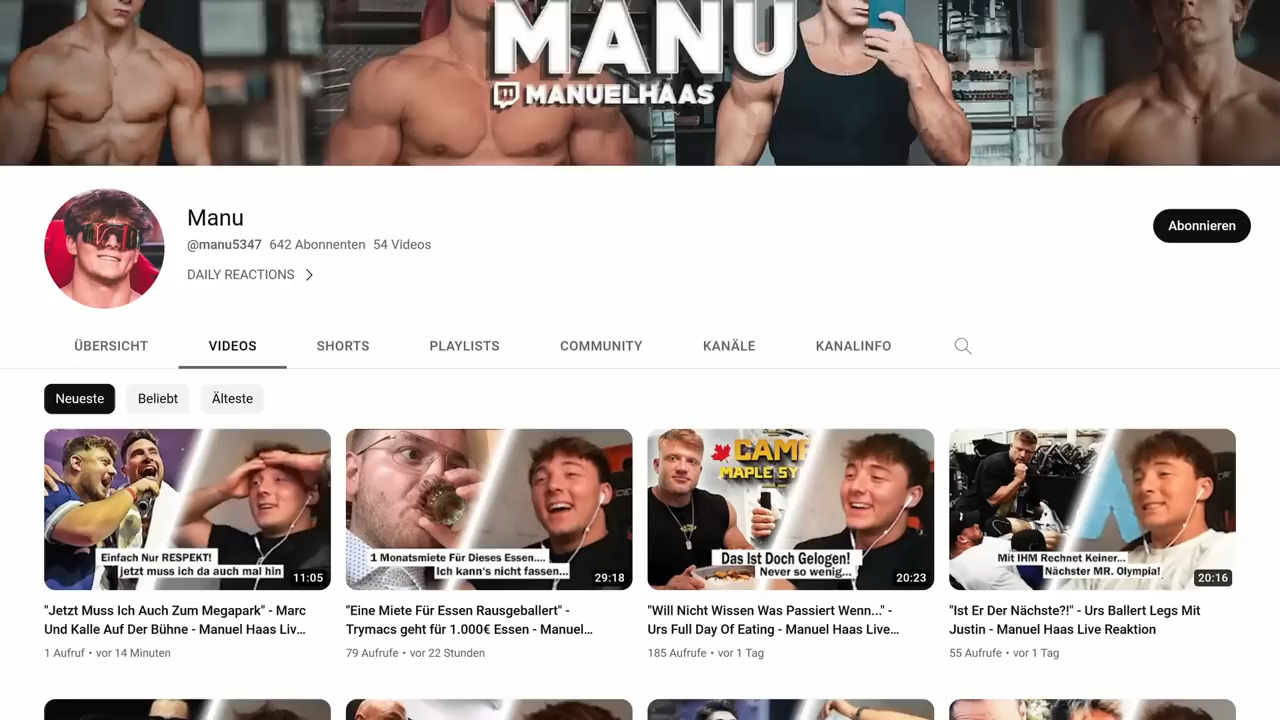 MANU
MANUELHAAS
Manu
@manu5347 642 Abonnenten 54 Videos
DAILY REACTIONS
Abonnieren
ÜBERSICHT
VIDEOS
SHORTS
PLAYLISTS
COMMUNITY
KANÄLE
KANALINFO
Neueste
Beliebt
Älteste
Einfach Nur RESPEKT!
jetzt muss ich da auch mal hin
11:05
1 Monatsmiete Für Dieses Essen....
Ich kann's nicht fassen...
29:18
CAMP
MAPLE SY
Das Ist Doch Gelogen!
Never so wenig...
20:23
Mit IHM Rechnet Keiner...
Nächster MR. Olympia!
20:16
"Jetzt Muss Ich Auch Zum Megapark" - Marc
Und Kalle Auf Der Bühne - Manuel Haas Liv...
1 Aufruf • vor 14 Minuten
"Eine Miete Für Essen Rausgeballert" -
Trymacs geht für 1.000€ Essen - Manuel...
79 Aufrufe • vor 22 Stunden
"Will Nicht Wissen Was Passiert Wenn..." -
Urs Full Day Of Eating - Manuel Haas Live...
185 Aufrufe • vor 1 Tag
"Ist Er Der Nächste?!" - Urs Ballert Legs Mit
Justin - Manuel Haas Live Reaktion
55 Aufrufe • vor 1 Tag